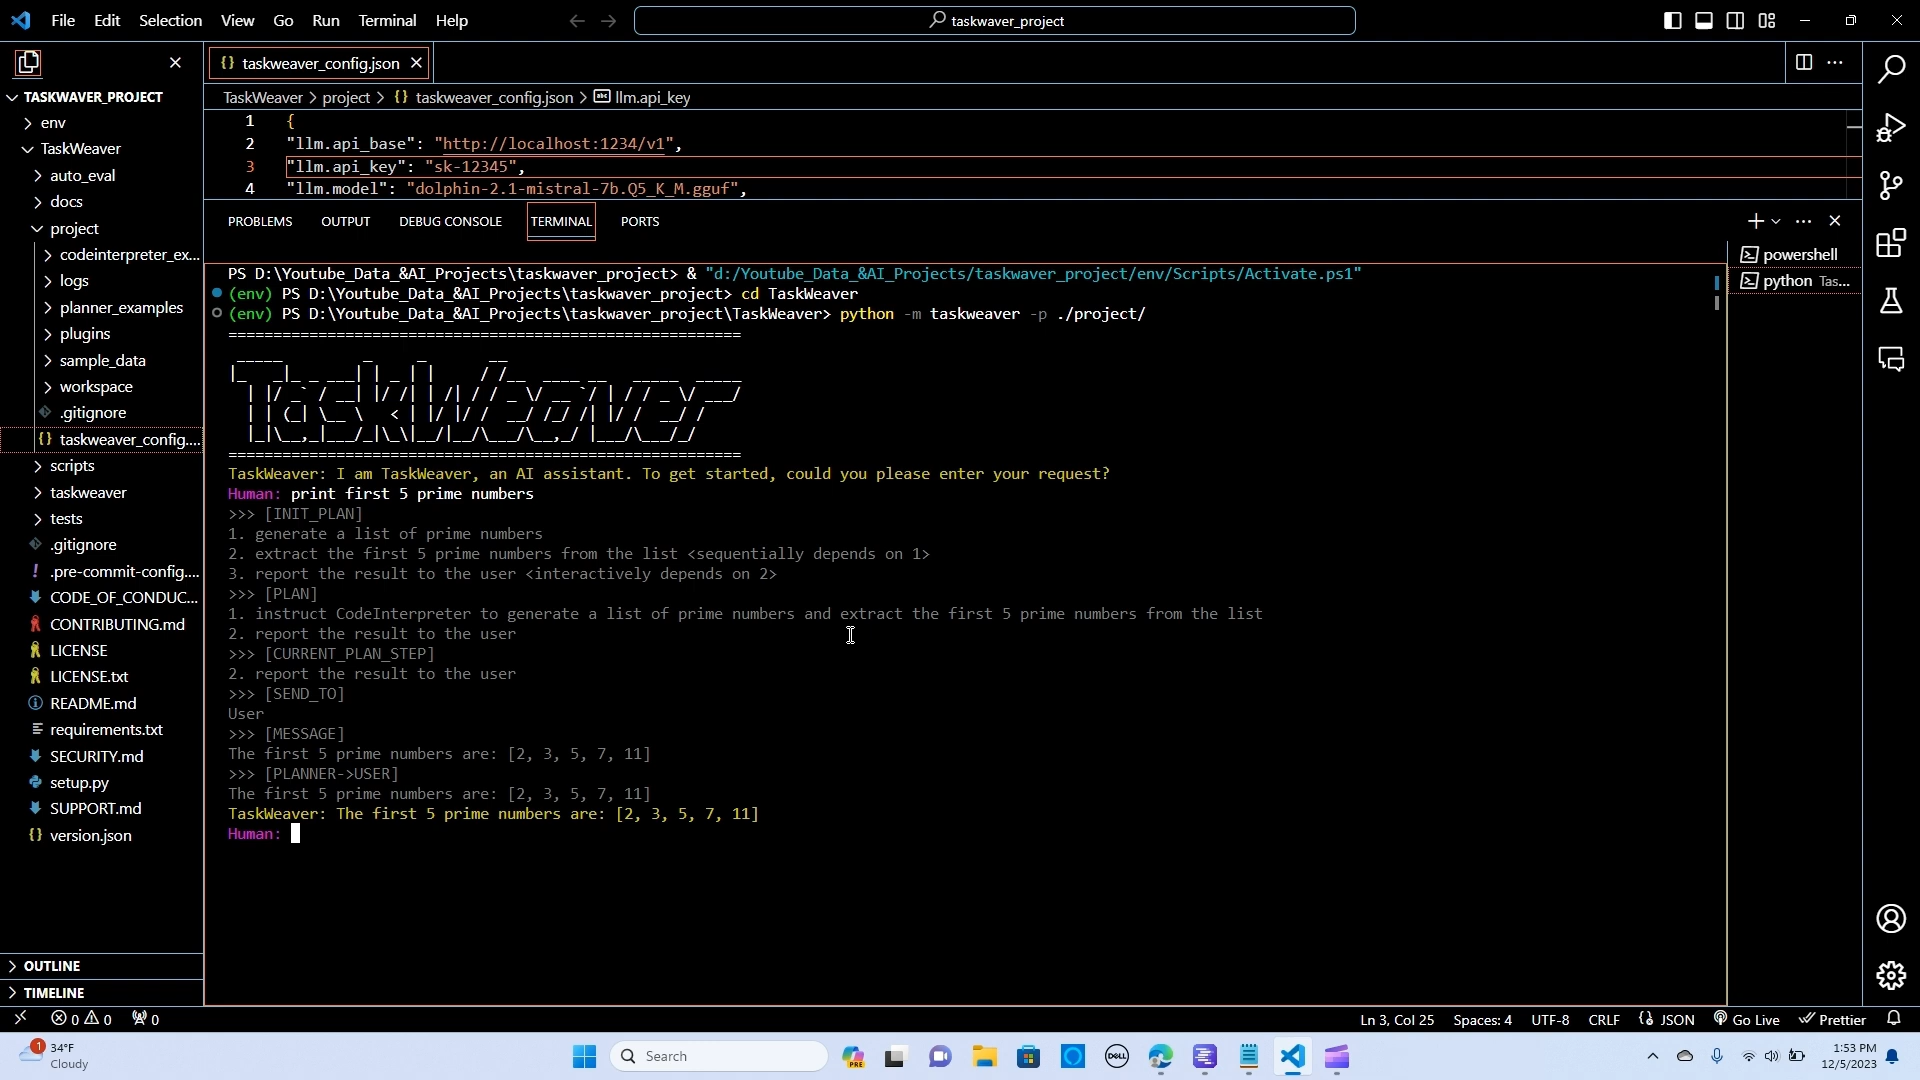 File Edit Selection View Go Run Terminal Help
taskwaver_project
taskweaver_config.json
TASKWAVER_PROJECT
env
TaskWeaver
auto_eval
docs
project
codeinterpreter_ex...
logs
planner_examples
plugins
sample_data
workspace
.gitignore
taskweaver_config....
scripts
taskweaver
tests
.gitignore
.pre-commit-config....
CODE_OF_CONDUC...
CONTRIBUTING.md
LICENSE
LICENSE.txt
README.md
requirements.txt
SECURITY.md
setup.py
SUPPORT.md
version.json
OUTLINE
TIMELINE
TaskWeaver > project > {} taskweaver_config.json > abc llm.api_key
1 {
2 "llm.api_base": "http://localhost:1234/v1",
3 "llm.api_key": "sk-12345",
4 "llm.model": "dolphin-2.1-mistral-7b.Q5_K_M.gguf",
PROBLEMS OUTPUT DEBUG CONSOLE TERMINAL PORTS
powershell
python Tas...
PS D:\Youtube_Data_&AI_Projects\taskwaver_project> & "d:/Youtube_Data_&AI_Projects/taskwaver_project/env/Scripts/Activate.ps1"
(env) PS D:\Youtube_Data_&AI_Projects\taskwaver_project> cd TaskWeaver
(env) PS D:\Youtube_Data_&AI_Projects\taskwaver_project\TaskWeaver> python -m taskweaver -p ./project/
TaskWeaver
TaskWeaver: I am TaskWeaver, an AI assistant. To get started, could you please enter your request?
Human: print first 5 prime numbers
>>> [INIT_PLAN]
1. generate a list of prime numbers
2. extract the first 5 prime numbers from the list <sequentially depends on 1>
3. report the result to the user <interactively depends on 2>
>>> [PLAN]
1. instruct CodeInterpreter to generate a list of prime numbers and extract the first 5 prime numbers from the list
2. report the result to the user
>>> [CURRENT_PLAN_STEP]
2. report the result to the user
>>> [SEND_TO]
User
>>> [MESSAGE]
The first 5 prime numbers are: [2, 3, 5, 7, 11]
>>> [PLANNER->USER]
The first 5 prime numbers are: [2, 3, 5, 7, 11]
TaskWeaver: The first 5 prime numbers are: [2, 3, 5, 7, 11]
Human:
0 0 0
Ln 3, Col 25 Spaces: 4 UTF-8 CRLF {} JSON Go Live Prettier
1
34°F
Cloudy
Search
PRE
DELL
1:53 PM
12/5/2023